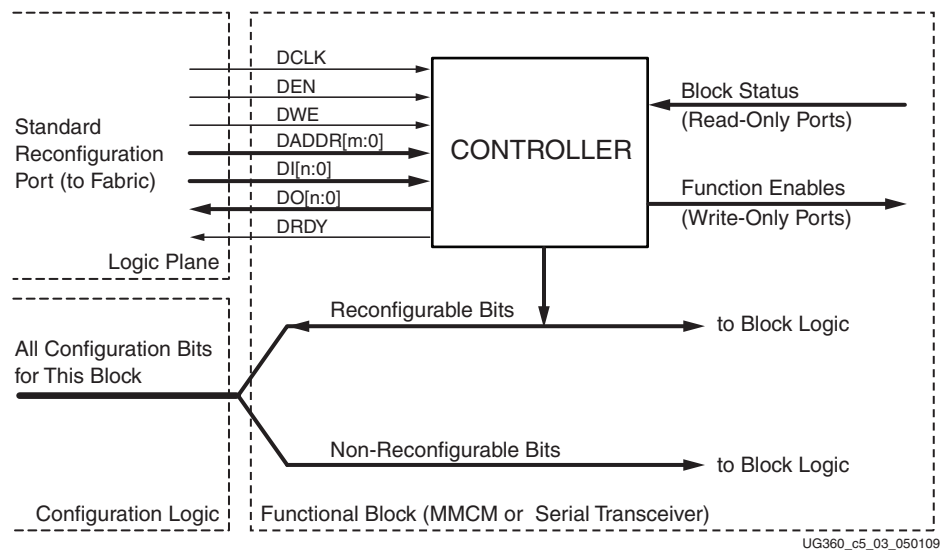 DCLK
DEN
DWE
DADDR[m:0]
DI[n:0]
DO[n:0]
DRDY
Standard
Reconfiguration
Port (to Fabric)
Logic Plane
CONTROLLER
Block Status
(Read-Only Ports)
Function Enables
(Write-Only Ports)
Reconfigurable Bits
to Block Logic
All Configuration Bits
for This Block
Non-Reconfigurable Bits
to Block Logic
Configuration Logic
Functional Block (MMCM or Serial Transceiver)
UG360_c5_03_050109